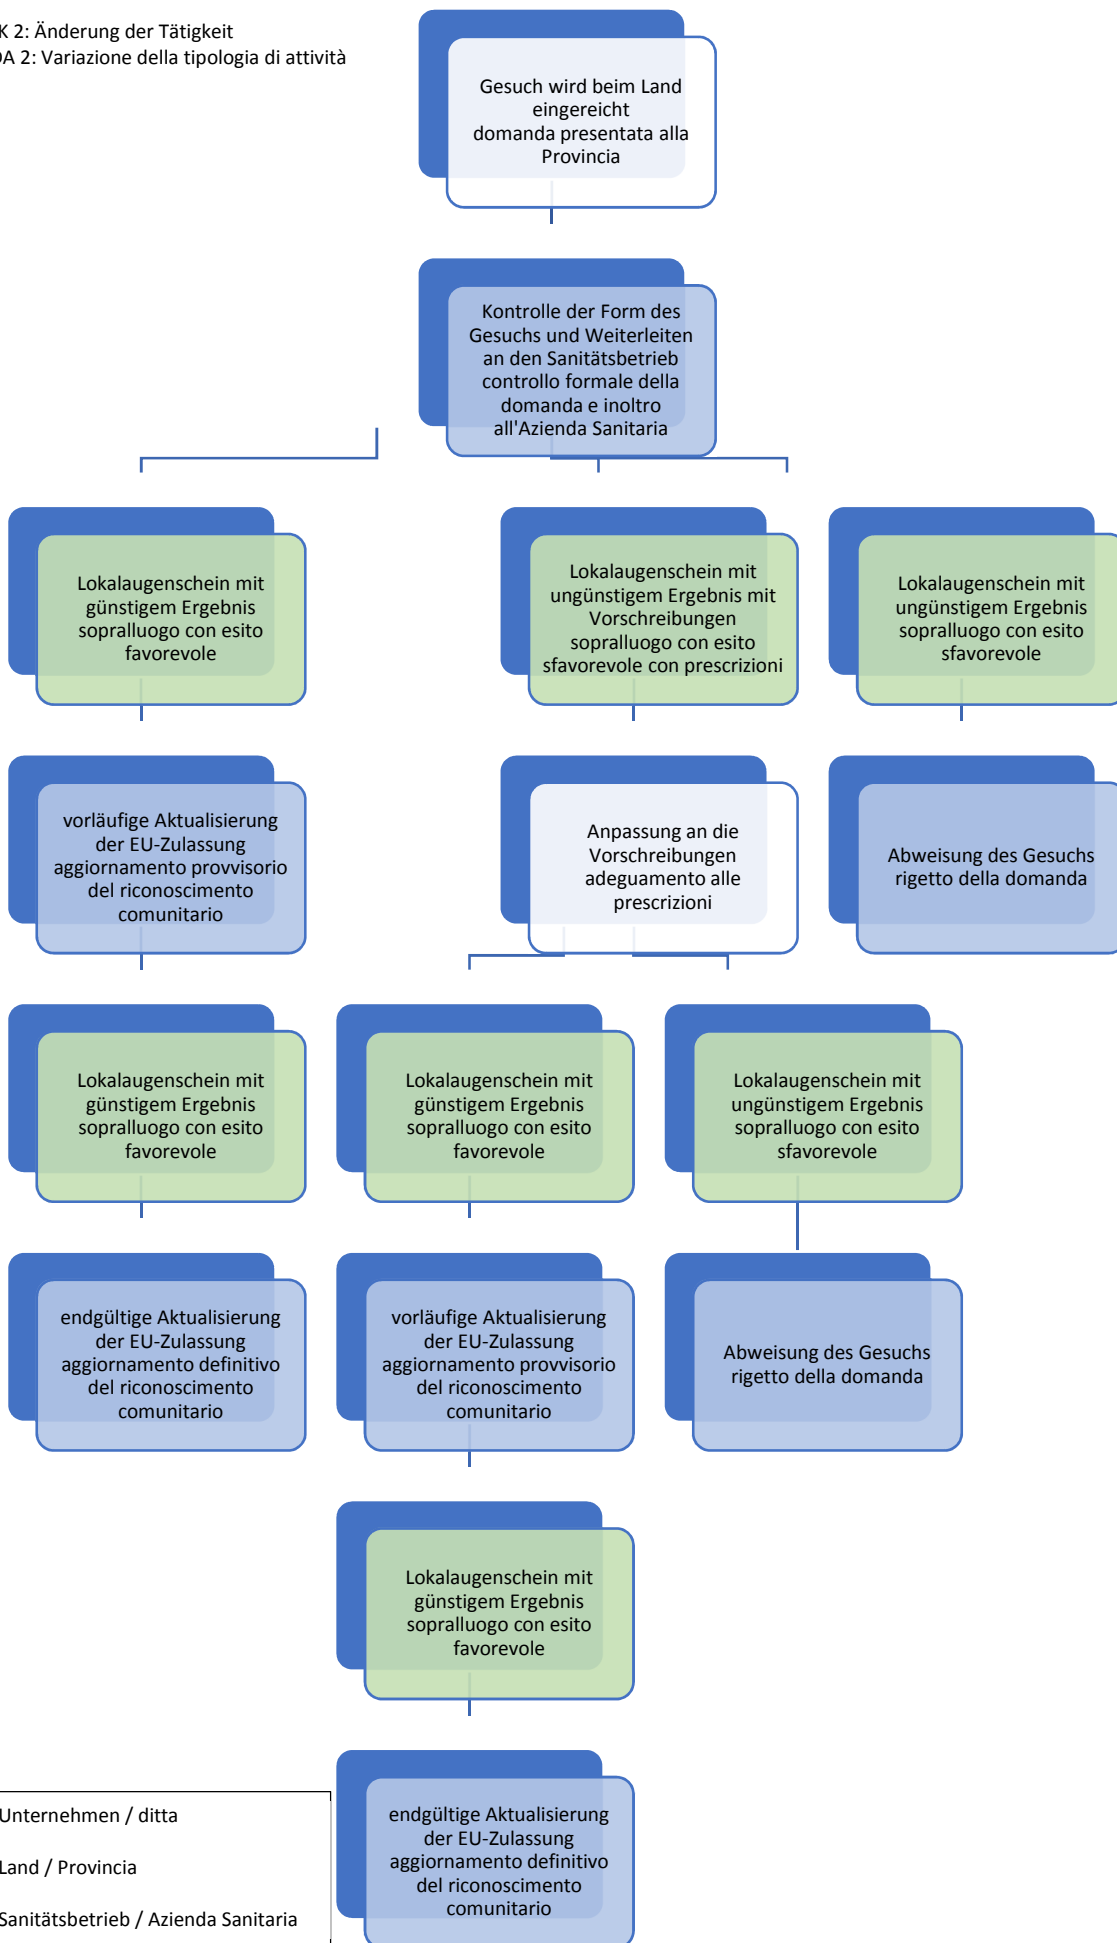 K 2: Änderung der Tätigkeit
A 2: Variazione della tipologia di attività
Gesuch wird beim Land
eingereicht
domanda presentata alla
Provincia
Kontrolle der Form des
Gesuchs und Weiterleiten
an den Sanitätsbetrieb
controllo formale della
domanda e inoltro
all'Azienda Sanitaria
Lokalaugenschein mit
günstigem Ergebnis
sopralluogo con esito
favorevole
Lokalaugenschein mit
ungünstigem Ergebnis mit
Vorschreibungen
sopralluogo con esito
sfavorevole con prescrizioni
Lokalaugenschein mit
ungünstigem Ergebnis
sopralluogo con esito
sfavorevole
vorläufige Aktualisierung
der EU-Zulassung
aggiornamento provvisorio
del riconoscimento
comunitario
Anpassung an die
Vorschreibungen
adeguamento alle
prescrizioni
Abweisung des Gesuchs
rigetto della domanda
Lokalaugenschein mit
günstigem Ergebnis
sopralluogo con esito
favorevole
Lokalaugenschein mit
günstigem Ergebnis
sopralluogo con esito
favorevole
Lokalaugenschein mit
ungünstigem Ergebnis
sopralluogo con esito
sfavorevole
endgültige Aktualisierung
der EU-Zulassung
aggiornamento definitivo
del riconoscimento
comunitario
vorläufige Aktualisierung
der EU-Zulassung
aggiornamento provvisorio
del riconoscimento
comunitario
Abweisung des Gesuchs
rigetto della domanda
Lokalaugenschein mit
günstigem Ergebnis
sopralluogo con esito
favorevole
endgültige Aktualisierung
der EU-Zulassung
aggiornamento definitivo
del riconoscimento
comunitario
Unternehmen / ditta
Land / Provincia
Sanitätsbetrieb / Azienda Sanitaria